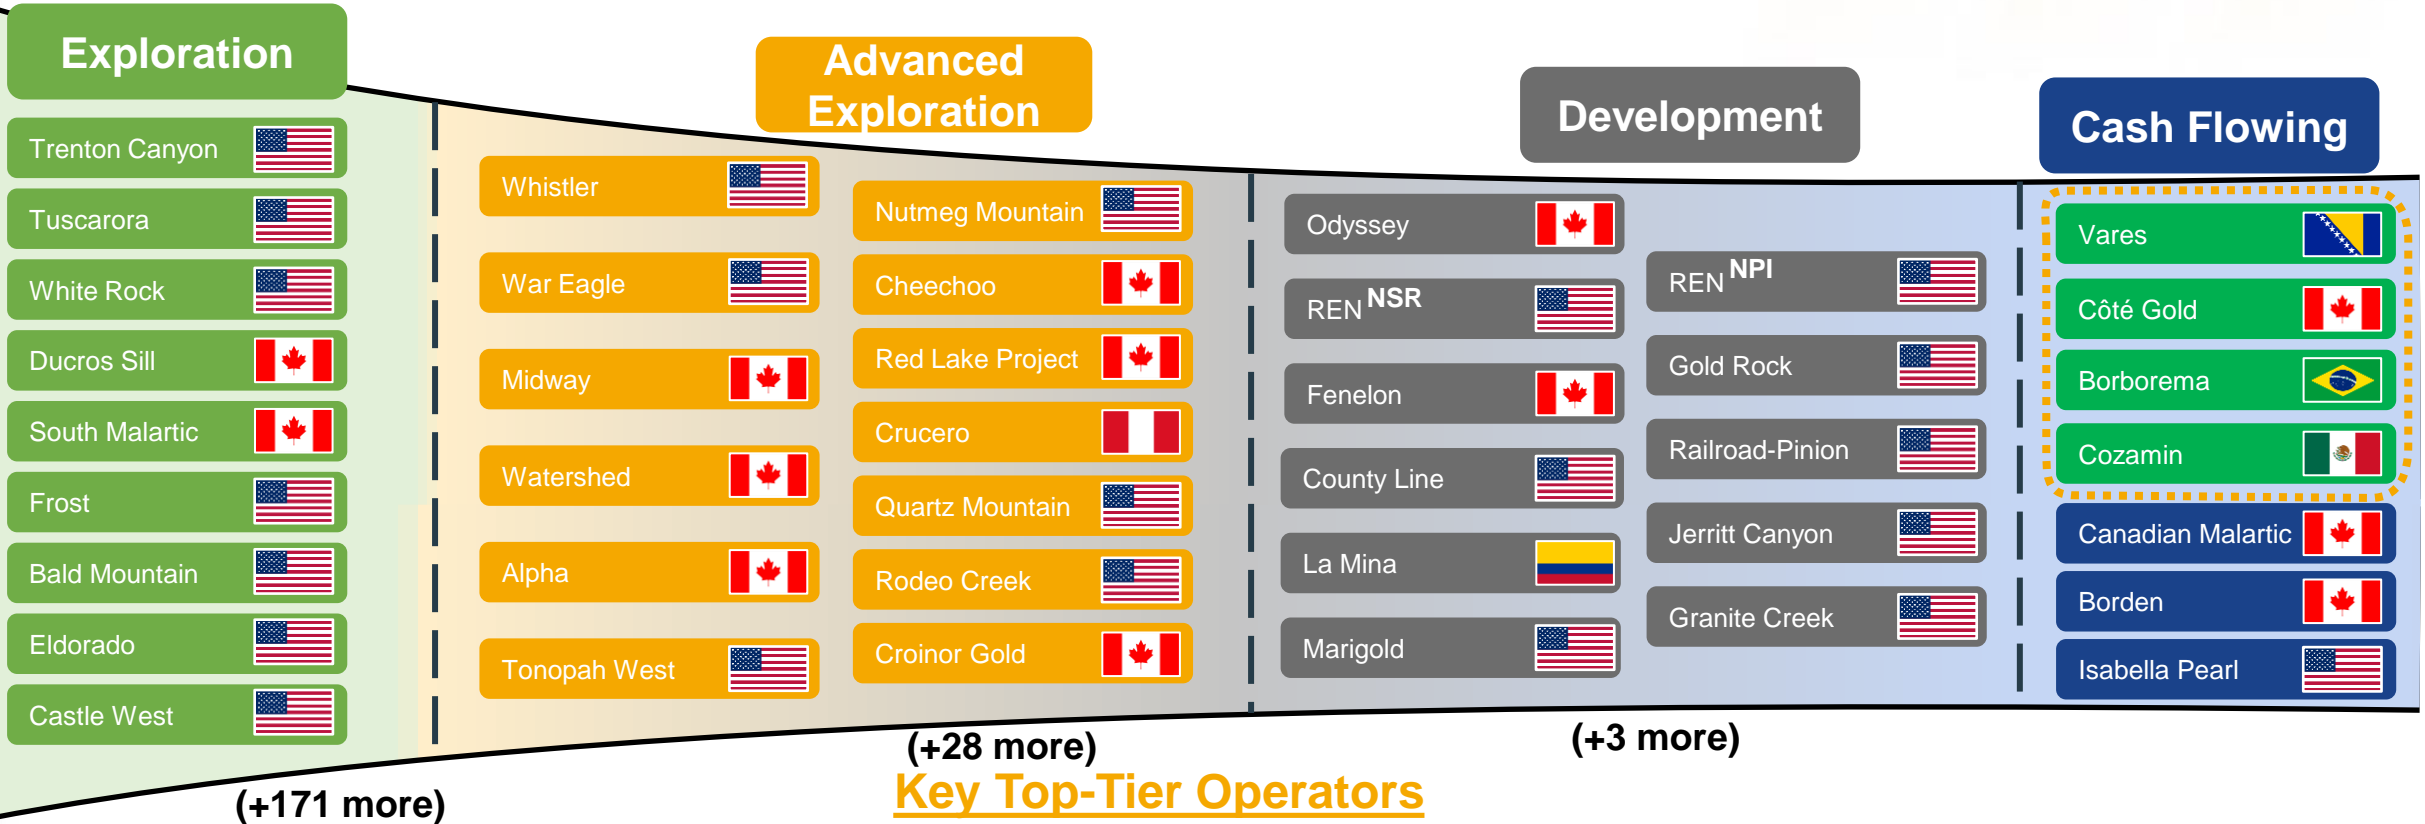 Exploration
Trenton Canyon
Tuscarora
White Rock
Ducros Sill
South Malartic
Frost
Bald Mountain
Eldorado
Castle West
(+171 more)
Advanced
Exploration
Whistler
War Eagle
Midway
Watershed
Alpha
Tonopah West
Nutmeg Mountain
Cheechoo
Red Lake Project
Crucero
Quartz Mountain
Rodeo Creek
Croinor Gold
(+28 more)
Development
Odyssey
REN NSR
Fenelon
County Line
La Mina
Marigold
REN NPI
Gold Rock
Railroad-Pinion
Jerritt Canyon
Granite Creek
(+3 more)
Cash Flowing
Vares
Côté Gold
Borborema
Cozamin
Canadian Malartic
Borden
Isabella Pearl
Key Top-Tier Operators